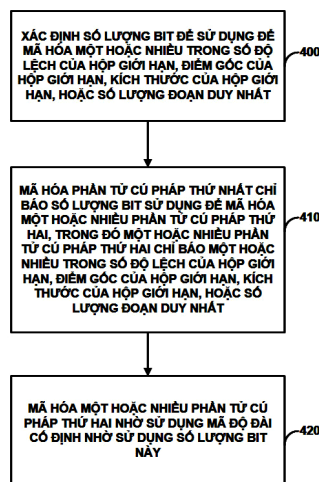 XÁC ĐỊNH SỐ LƯỢNG BIT ĐỂ SỬ DỤNG ĐỂ
MÃ HÓA MỘT HOẶC NHIỀU TRONG SỐ ĐỘ
LỆCH CỦA HỘP GIỚI HẠN, ĐIỂM GỐC CỦA
HỘP GIỚI HẠN, KÍCH THƯỚC CỦA HỘP GIỚI
HẠN, HOẶC SỐ LƯỢNG ĐOẠN DUY NHẤT
400
MÃ HÓA PHẦN TỬ CÚ PHÁP THỨ NHẤT CHỈ
BÁO SỐ LƯỢNG BIT SỬ DỤNG ĐỂ MÃ HÓA
MỘT HOẶC NHIỀU PHẦN TỬ CÚ PHÁP THỨ
HAI, TRONG ĐÓ MỘT HOẶC NHIỀU PHẦN
TỬ CÚ PHÁP THỨ HAI CHỈ BÁO MỘT HOẶC
NHIỀU TRONG SỐ ĐỘ LỆCH CỦA HỘP GIỚI
HẠN, ĐIỂM GỐC CỦA HỘP GIỚI HẠN, KÍCH
THƯỚC CỦA HỘP GIỚI HẠN, HOẶC SỐ
LƯỢNG ĐOẠN DUY NHẤT
410
MÃ HÓA MỘT HOẶC NHIỀU PHẦN TỬ CÚ
PHÁP THỨ HAI NHỜ SỬ DỤNG MÃ ĐỘ DÀI
CỐ ĐỊNH NHỜ SỬ DỤNG SỐ LƯỢNG BIT
NÀY
420